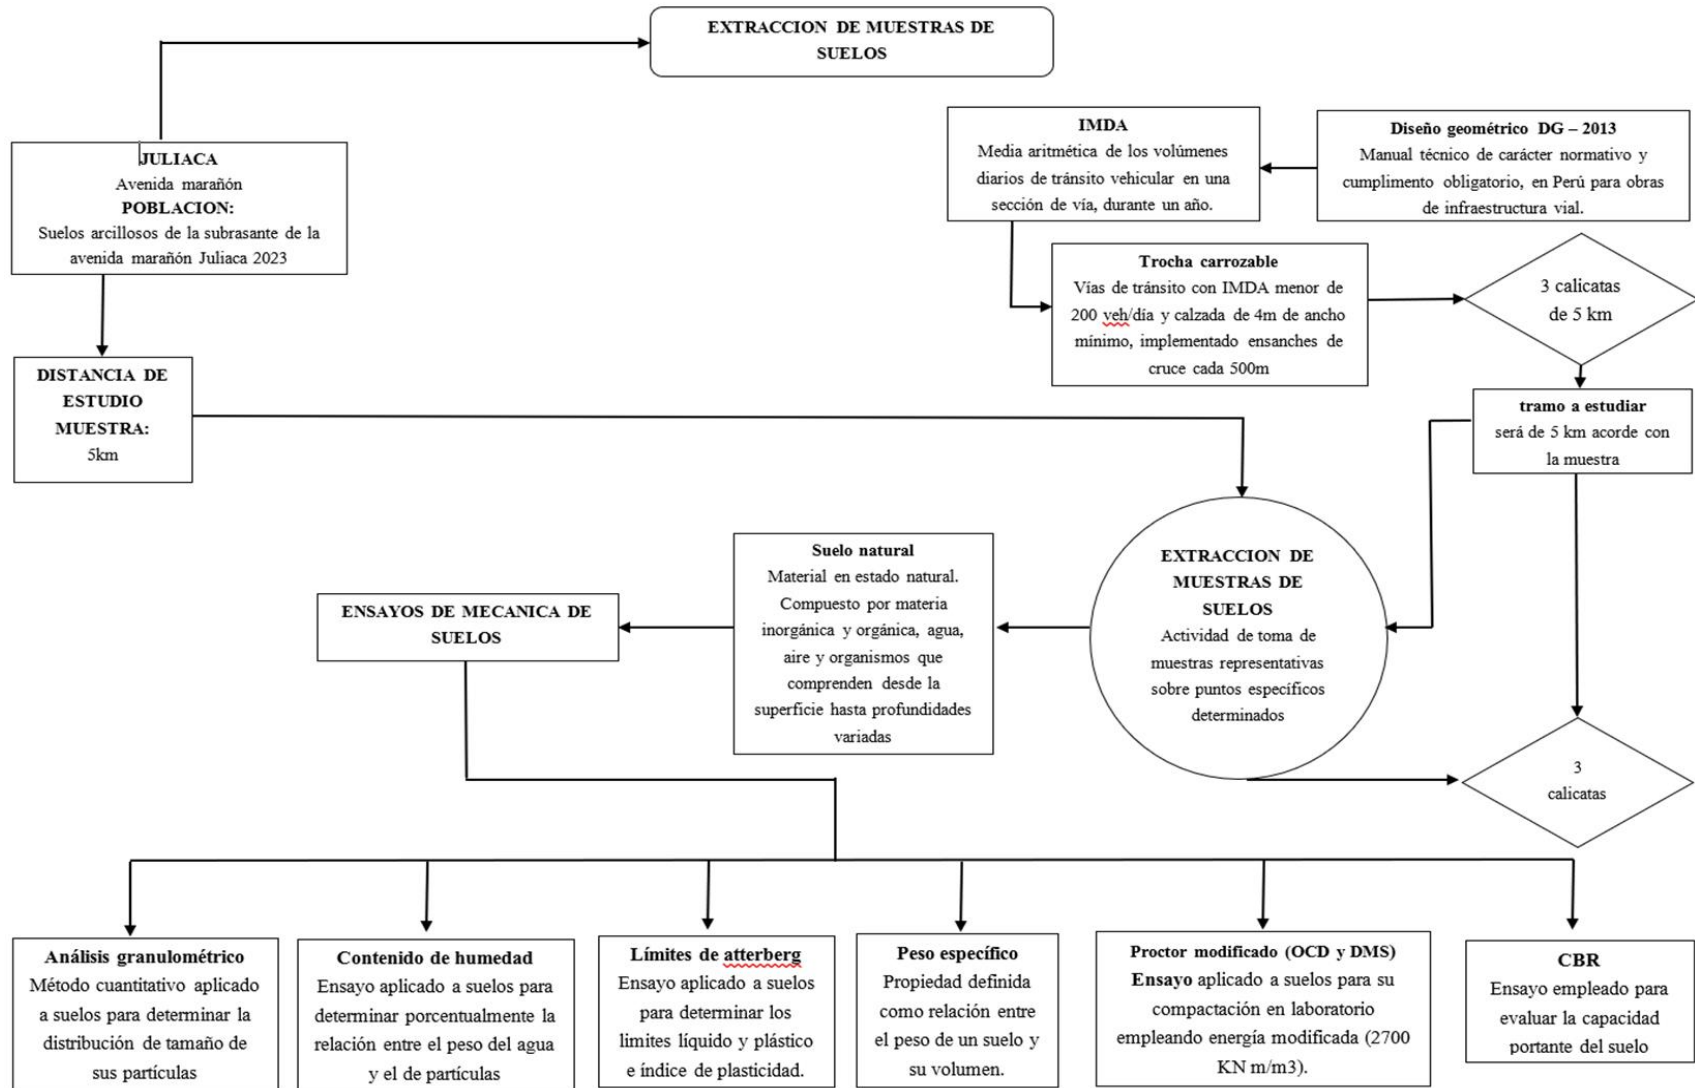 EXTRACCION DE MUESTRAS DE
SUELOS
JULIACA
Avenida marañón
POBLACION:
Suelos arcillosos de la subrasante de la
avenida marañón Juliaca 2023
IMDA
Media aritmética de los volúmenes
diarios de tránsito vehicular en una
sección de vía, durante un año.
Diseño geométrico DG – 2013
Manual técnico de carácter normativo y
cumplimento obligatorio, en Perú para obras
de infraestructura vial.
Trocha carrozable
Vías de tránsito con IMDA menor de
200 veh/día y calzada de 4m de ancho
mínimo, implementado ensanches de
cruce cada 500m
3 calicatas
de 5 km
DISTANCIA DE
ESTUDIO
MUESTRA:
5km
tramo a estudiar
será de 5 km acorde con
la muestra
EXTRACCION DE
MUESTRAS DE
SUELOS
Actividad de toma de
muestras representativas
sobre puntos específicos
determinados
Suelo natural
Material en estado natural.
Compuesto por materia
inorgánica y orgánica, agua,
aire y organismos que
comprenden desde la
superficie hasta profundidades
variadas
ENSAYOS DE MECANICA DE
SUELOS
3
calicatas
Análisis granulométrico
Método cuantitativo aplicado
a suelos para determinar la
distribución de tamaño de
sus partículas
Contenido de humedad
Ensayo aplicado a suelos para
determinar porcentualmente la
relación entre el peso del agua
y el de partículas
Límites de atterberg
Ensayo aplicado a suelos
para determinar los
limites líquido y plástico
e índice de plasticidad.
Peso específico
Propiedad definida
como relación entre
el peso de un suelo y
su volumen.
Proctor modificado (OCD y DMS)
Ensayo aplicado a suelos para su
compactación en laboratorio
empleando energía modificada (2700
KN m/m3).
CBR
Ensayo empleado para
evaluar la capacidad
portante del suelo